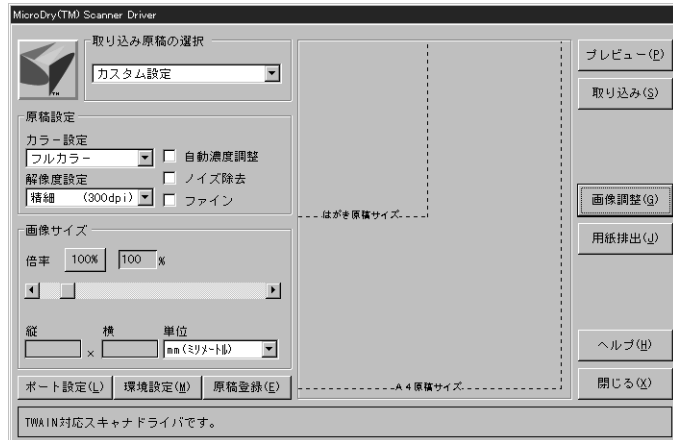 MicroDry(TM) Scanner Driver
取り込み原稿の選択
カスタム設定
TM
原稿設定
カラー設定
フルカラー
自動濃度調整
解像度設定
ノイズ除去
精細 (300dpi)
ファイン
画像サイズ
倍率 100% 100 %
縦 横 単位
× mm(ミリメートル)
ポート設定(L) 環境設定(M) 原稿登録(E)
はがき原稿サイズ
A4原稿サイズ
プレビュー(P)
取り込み(S)
画像調整(G)
用紙排出(J)
ヘルプ(H)
閉じる(X)
TWAIN対応スキャナドライバです。